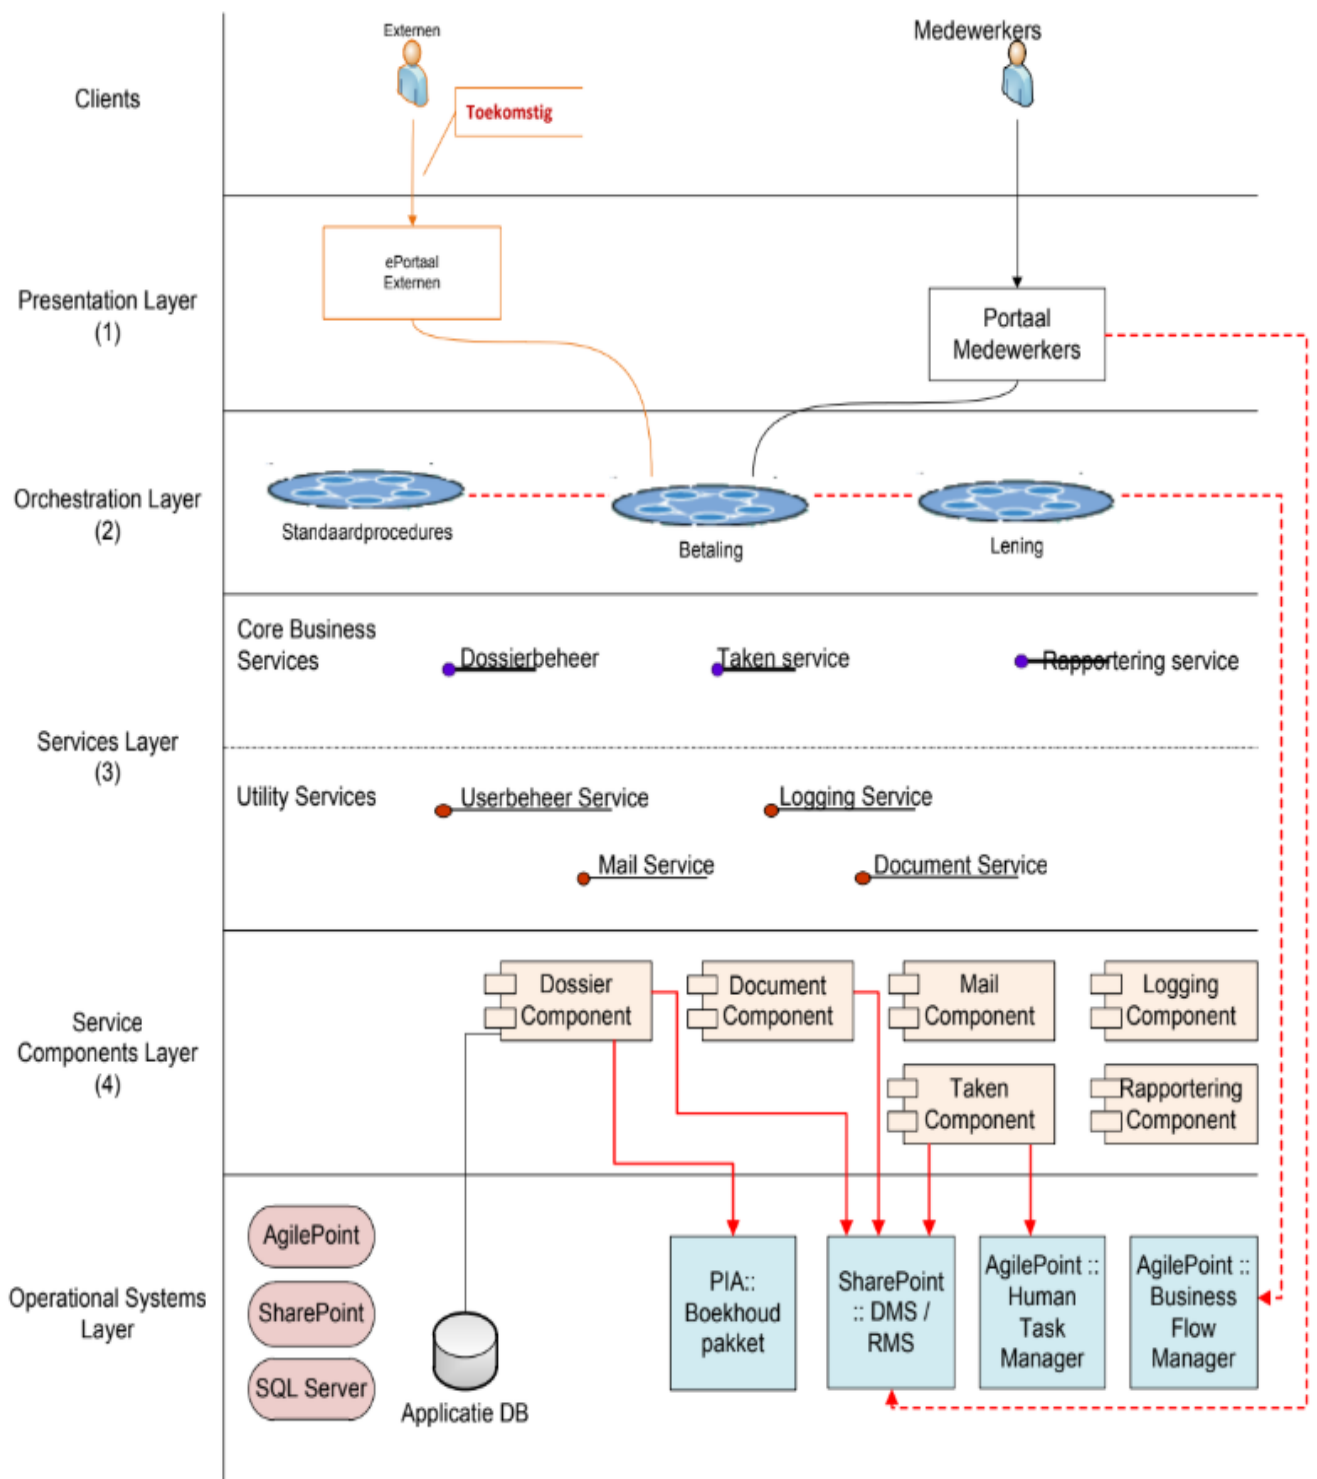 Clients
Externen
Medewerkers
Toekomstig
Presentation Layer
(1)
ePortaal
Externen
Portaal
Medewerkers
Orchestration Layer
(2)
Standaardprocedures
Betaling
Lening
Services Layer
(3)
Core Business
Services
Dossierbeheer
Taken service
Rapportering service
Utility Services
Userbeheer Service
Logging Service
Mail Service
Document Service
Service
Components Layer
(4)
Dossier
Component
Document
Component
Mail
Component
Logging
Component
Taken
Component
Rapportering
Component
Operational Systems
Layer
AgilePoint
SharePoint
SQL Server
Applicatie DB
PIA::
Boekhoud
pakket
SharePoint
:: DMS /
RMS
AgilePoint ::
Human
Task
Manager
AgilePoint ::
Business
Flow
Manager